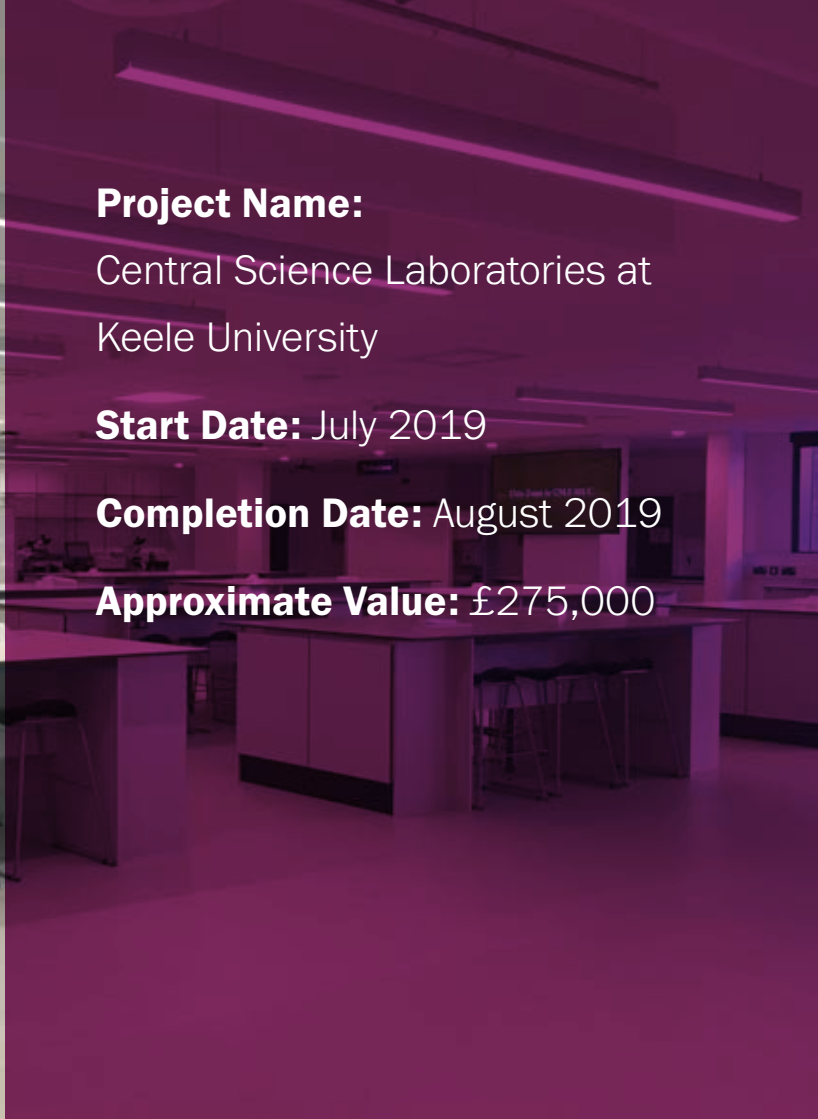 Project Name:
Central Science Laboratories at
Keele University
Start Date: July 2019
Completion Date: August 2019
Approximate Value: £275,000